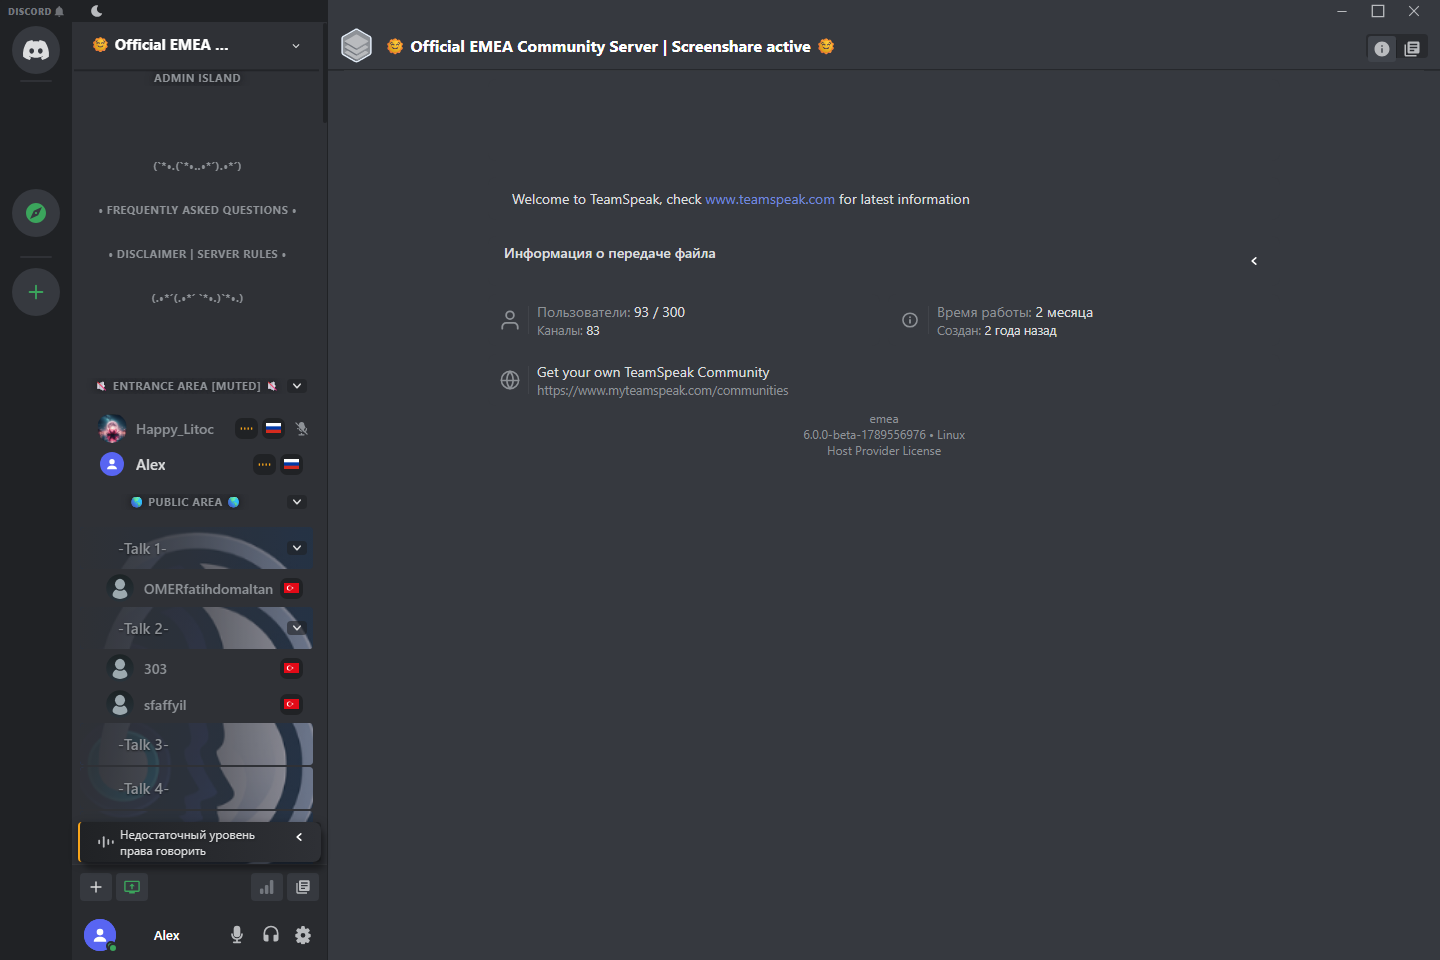 DISCORD
Official EMEA ...
ADMIN ISLAND
(`*•.(`*•..•*´).•*´)
• FREQUENTLY ASKED QUESTIONS •
• DISCLAIMER | SERVER RULES •
(.•*´(.•*´ `*•.)`*•.)
ENTRANCE AREA [MUTED]
Happy_Litoc
Alex
PUBLIC AREA
-Talk 1-
OMERfatihdomaltan
-Talk 2-
303
sfaffyil
-Talk 3-
-Talk 4-
Недостаточный уровень
права говорить
Alex
Official EMEA Community Server | Screenshare active
Welcome to TeamSpeak, check www.teamspeak.com for latest information
Информация о передаче файла
Пользователи: 93 / 300
Каналы: 83
Время работы: 2 месяца
Создан: 2 года назад
Get your own TeamSpeak Community
https://www.myteamspeak.com/communities
emea
6.0.0-beta-1789556976 • Linux
Host Provider License